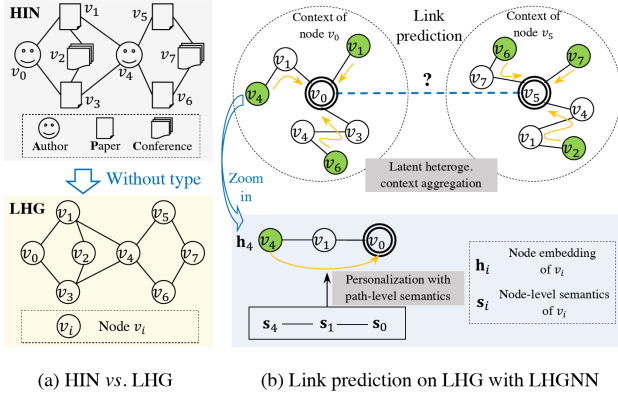 HIN
v₁
v₅
v₀
v₂
v₄
v₇
v₃
v₆
Author Paper Conference
Without type
LHG
v₁
v₅
v₀
v₂
v₄
v₇
v₃
v₆
vᵢ Node vᵢ
(a) HIN vs. LHG
Context of
node v₀
Link
prediction
Context of
node v₅
v₁
v₁
v₄
v₀
v₄
v₃
v₆
?
v₆
v₇
v₇
v₅
v₄
v₁
v₂
Latent heteroge.
context aggregation
Zoom
in
h₄
v₄
v₁
v₀
Personalization with
path-level semantics
s₄ — s₁ — s₀
hᵢ Node embedding
of vᵢ
sᵢ Node-level semantics
of vᵢ
(b) Link prediction on LHG with LHGNN